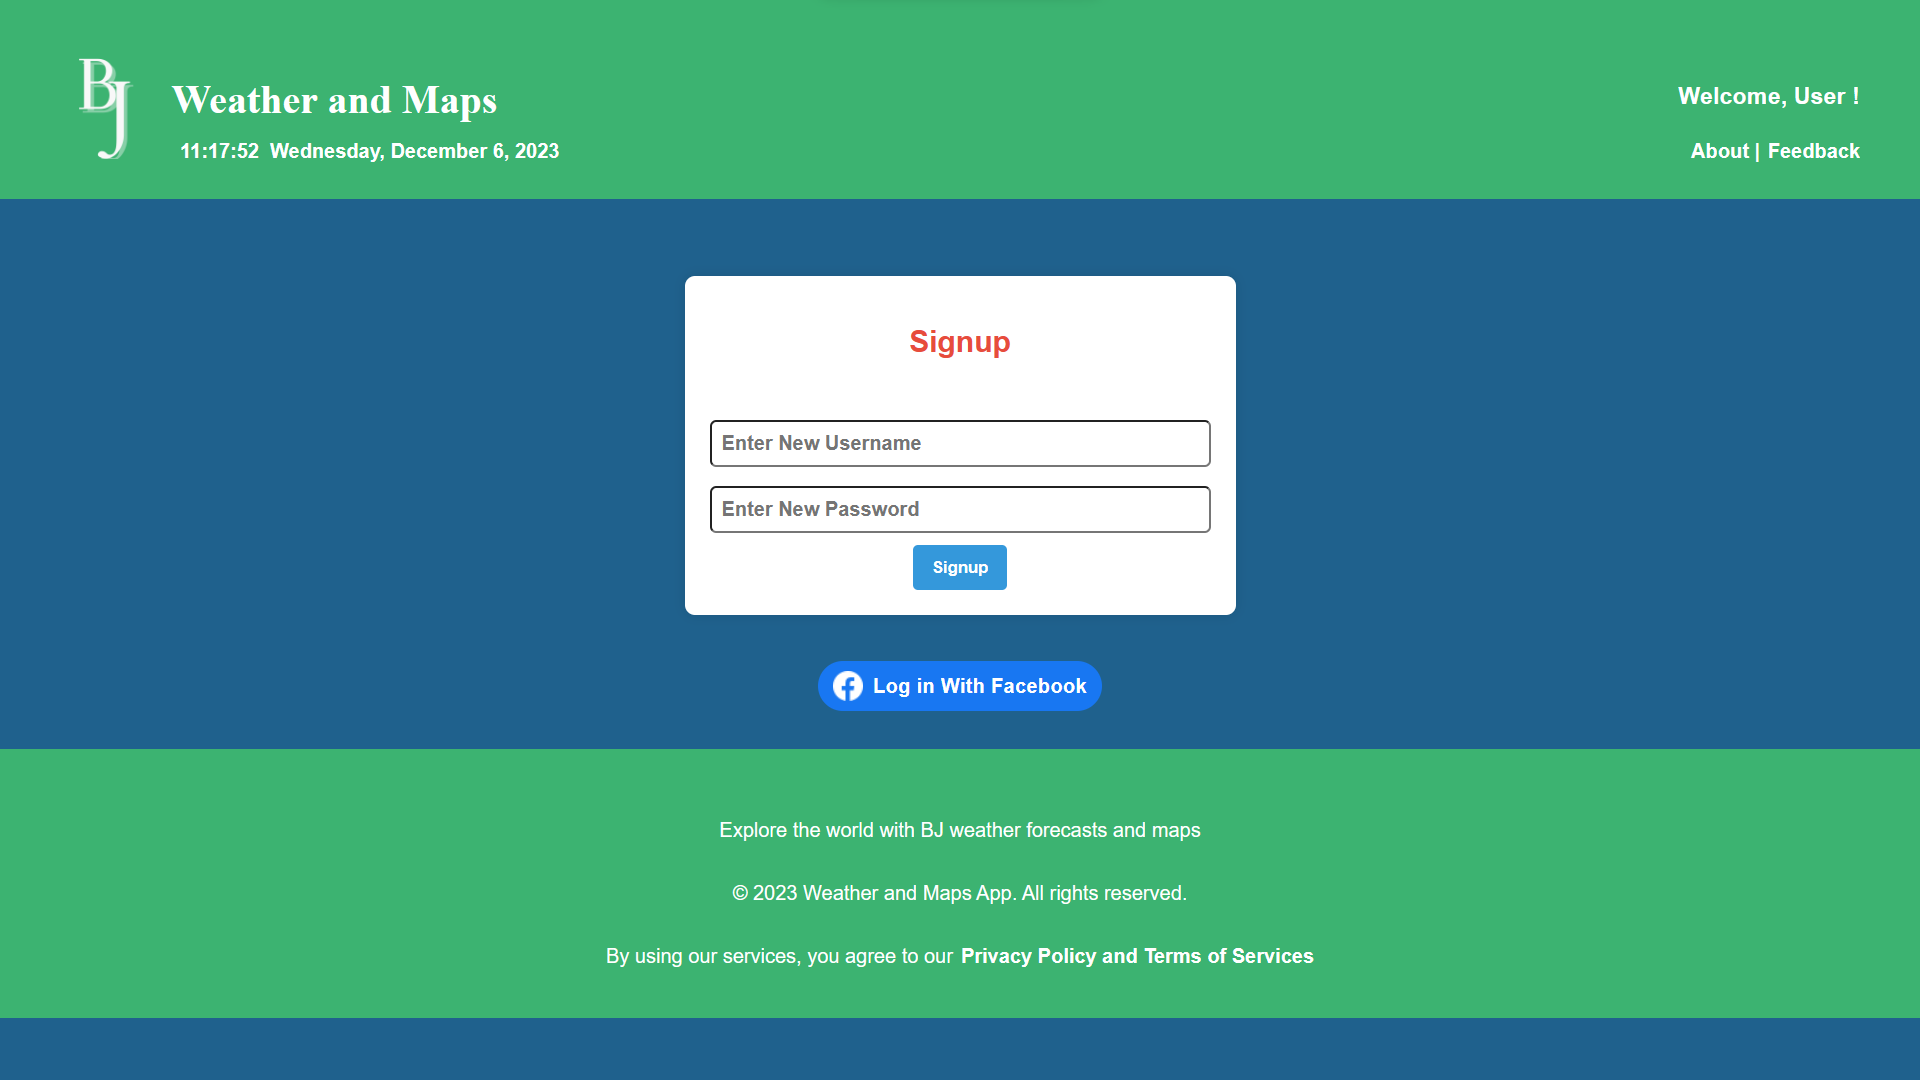 BJ
Weather and Maps
11:17:52 Wednesday, December 6, 2023
Welcome, User !
About | Feedback
Signup
Enter New Username
Enter New Password
Signup
Log in With Facebook
Explore the world with BJ weather forecasts and maps
© 2023 Weather and Maps App. All rights reserved.
By using our services, you agree to our Privacy Policy and Terms of Services